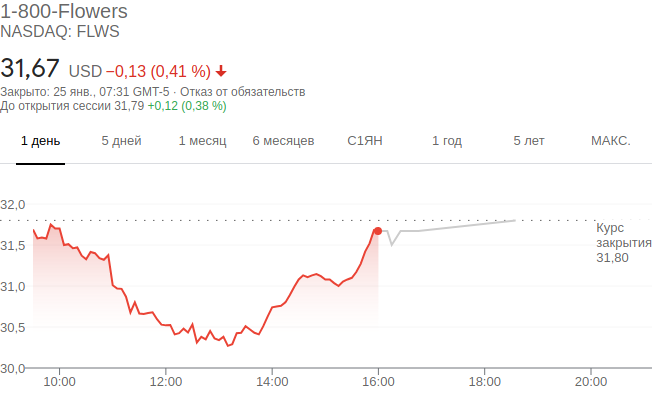 1-800-Flowers
NASDAQ: FLWS
31,67 USD −0,13 (0,41 %)
Закрыто: 25 янв., 07:31 GMT-5 · Отказ от обязательств
До открытия сессии 31,79 +0,12 (0,38 %)
1 день 5 дней 1 месяц 6 месяцев С1ЯН 1 год 5 лет МАКС.
32,0
31,5
31,0
30,5
30,0
Курс
закрытия
31,80
10:00 12:00 14:00 16:00 18:00 20:00